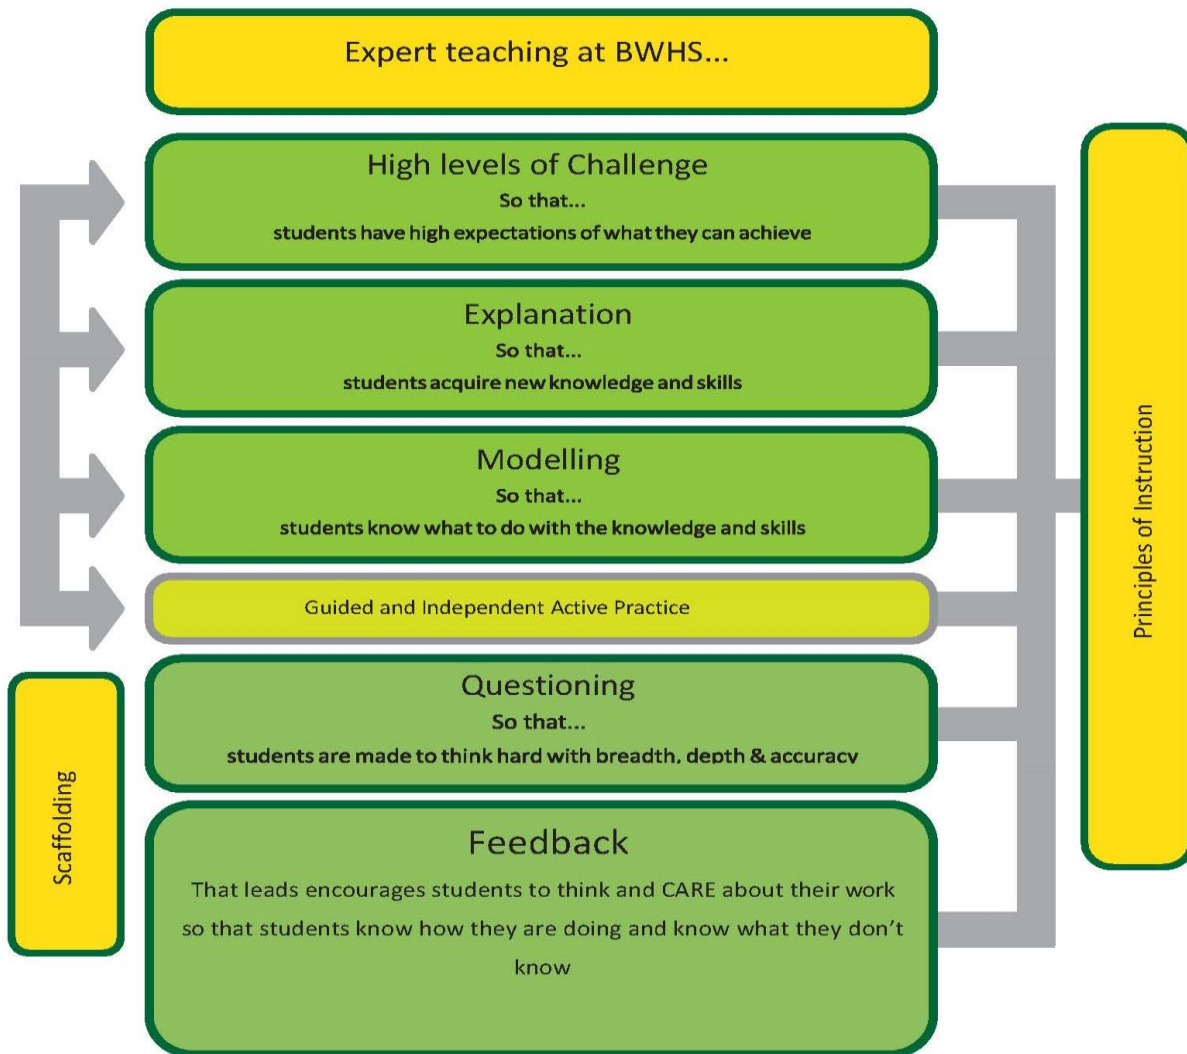 Expert teaching at BWHS...
High levels of Challenge
So that...
students have high expectations of what they can achieve
Explanation
So that...
students acquire new knowledge and skills
Modelling
So that...
students know what to do with the knowledge and skills
Guided and Independent Active Practice
Questioning
So that...
students are made to think hard with breadth, depth & accuracy
Feedback
That leads encourages students to think and CARE about their work
so that students know how they are doing and know what they don't
know
Scaffolding
Principles of Instruction